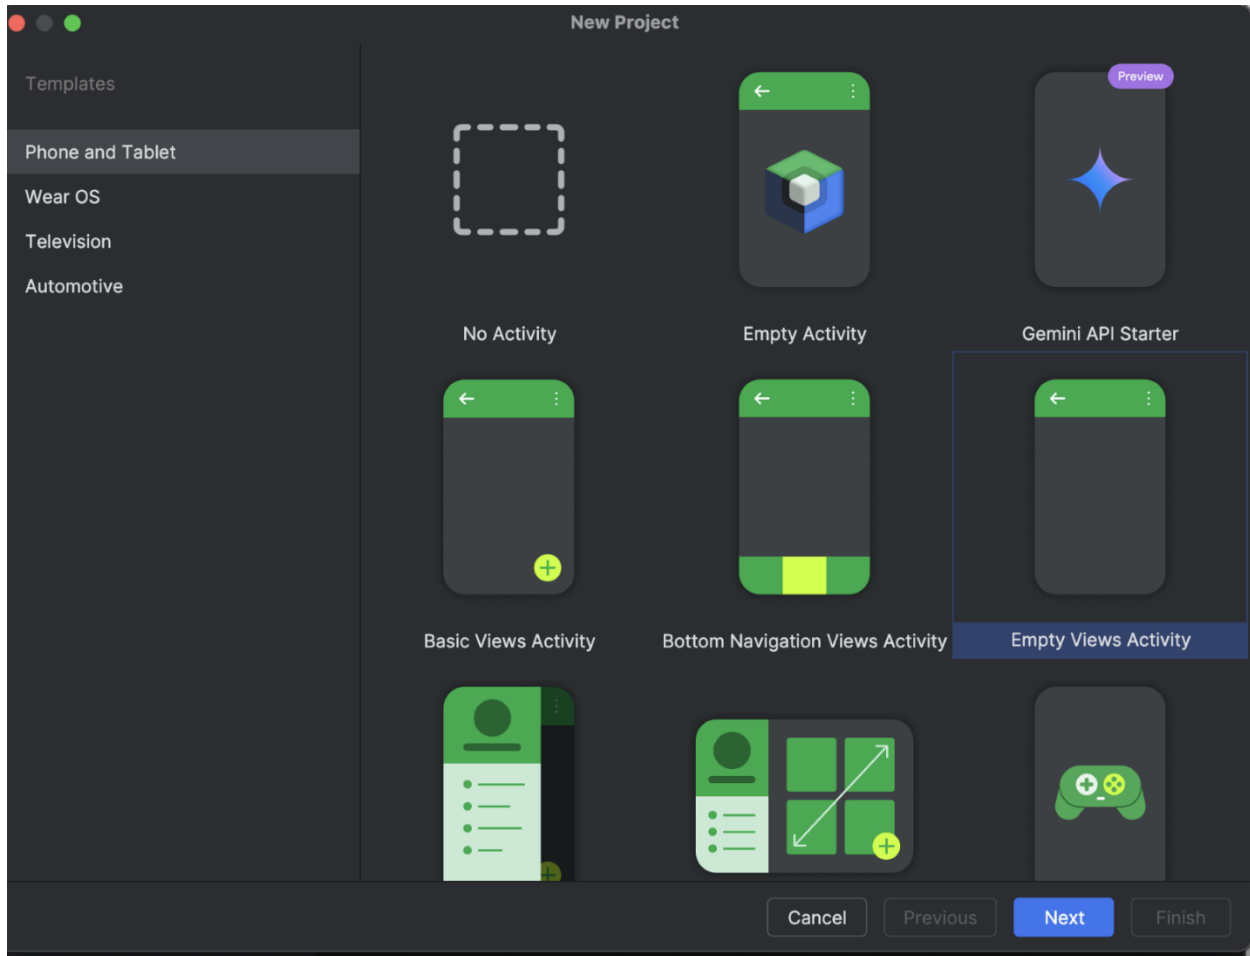 New Project
Templates
Phone and Tablet
Wear OS
Television
Automotive
Preview
No Activity
Empty Activity
Gemini API Starter
Basic Views Activity
Bottom Navigation Views Activity
Empty Views Activity
Cancel
Previous
Next
Finish